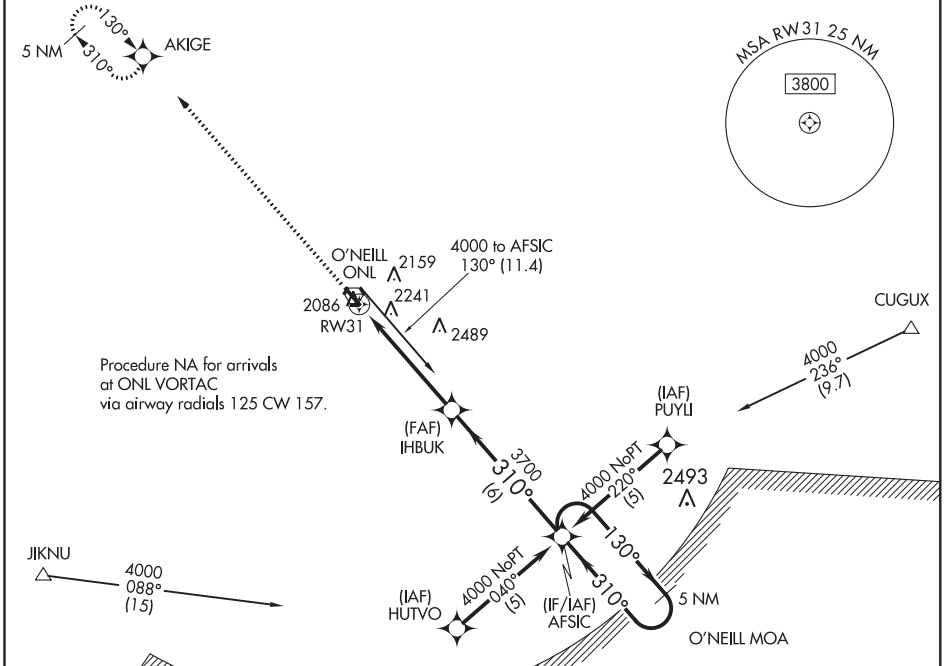 130°
310°
5 NM
AKIGE
MSA RW31 25 NM
3800
O'NEILL
ONL
2159
4000 to AFSIC
130° (11.4)
2086
2241
RW31
2489
CUGUX
4000
236°
(9.7)
Procedure NA for arrivals
at ONL VORTAC
via airway radials 125 CW 157.
(IAF)
PUYLI
(FAF)
IHBUK
3700
310°
(6)
4000 NoPT
220°
(5)
2493
JIKNU
4000
088°
(15)
4000 NoPT
040°
(5)
(IAF)
HUTVO
(IF/IAF)
AFSIC
130°
310°
5 NM
O'NEILL MOA